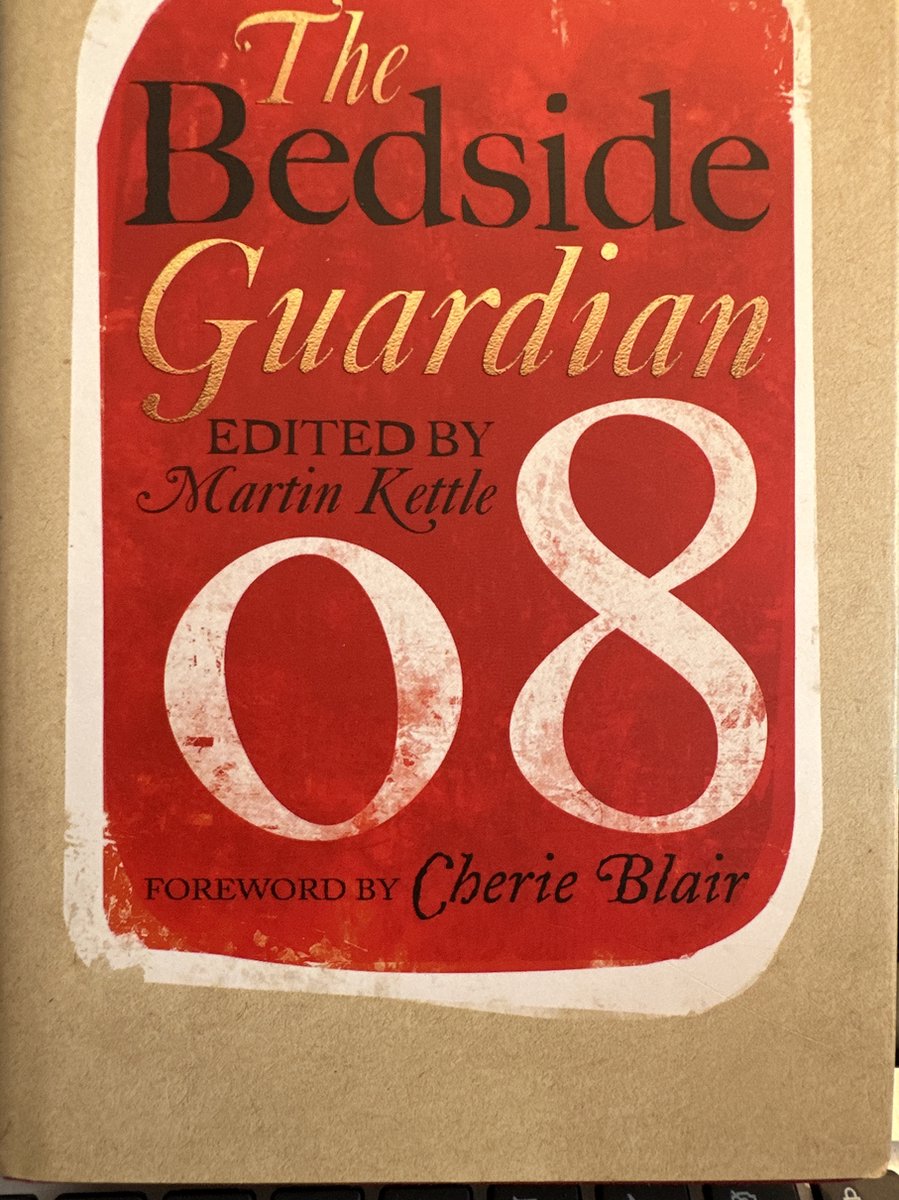 The
Bedside
Guardian
EDITED BY
Martin Kettle
08
FOREWORD BY Cherie Blair